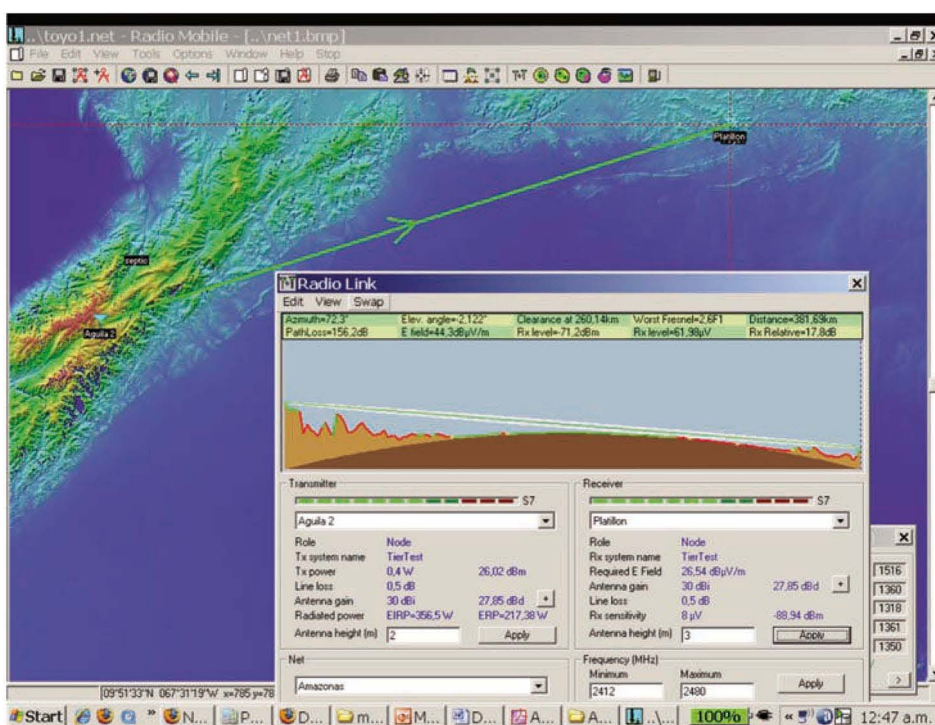 ..\toyo1.net - Radio Mobile - [..\net1.bmp]
File Edit View Tools Options Window Help Stop
Platillon
septic
Aguila 2
Radio Link
Edit View Swap
Azimuth=72,3° Elev. angle=-2,122° Clearance at 260,14km Worst Fresnel=2,6F1 Distance=381,69km
PathLoss=156,2dB E field=44,3dBµV/m Rx level=-71,2dBm Rx level=61,98µV Rx Relative=17,8dB
Transmitter
S7
Aguila 2
Role Node
Tx system name TierTest
Tx power 0,4 W 26,02 dBm
Line loss 0,5 dB
Antenna gain 30 dBi 27,85 dBd +
Radiated power EIRP=356,5 W ERP=217,38 W
Antenna height (m) 2 Apply
Receiver
S7
Platillon
Role Node
Rx system name TierTest
Required E Field 26,54 dBµV/m
Antenna gain 30 dBi 27,85 dBd +
Line loss 0,5 dB
Rx sensitivity 8 µV -88,94 dBm
Antenna height (m) 3 Apply
Net
Amazonas
Frequency (MHz)
Minimum Maximum
2412 2480 Apply
1516
1360
1318
1361
1350
>
09°51'33"N 067°31'19"W x=785 y=78
Start » N... P... D... m... M... D... A... A... ..\... 100% « 12:47 a.m.